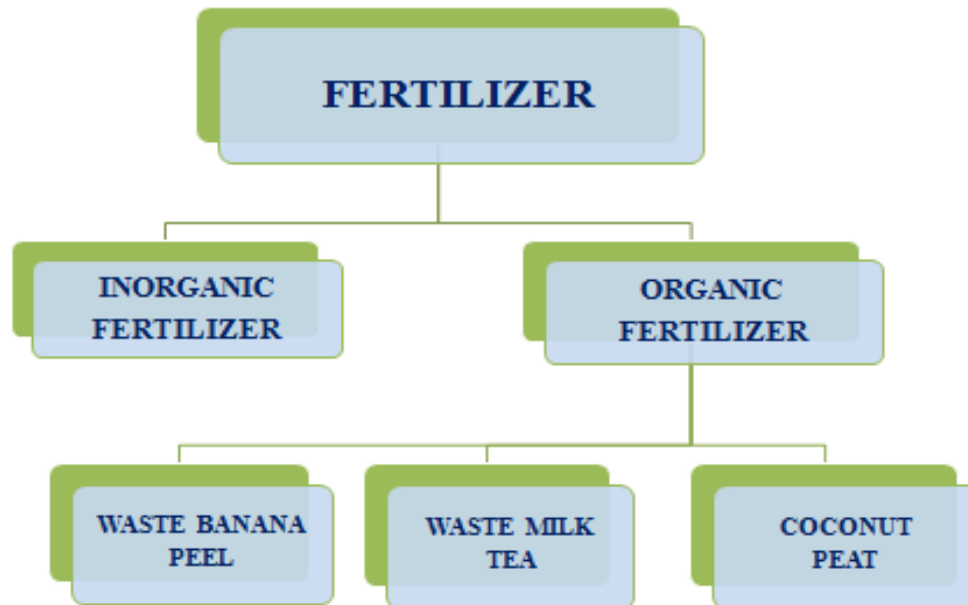 FERTILIZER
INORGANIC
FERTILIZER
ORGANIC
FERTILIZER
WASTE BANANA
PEEL
WASTE MILK
TEA
COCONUT
PEAT